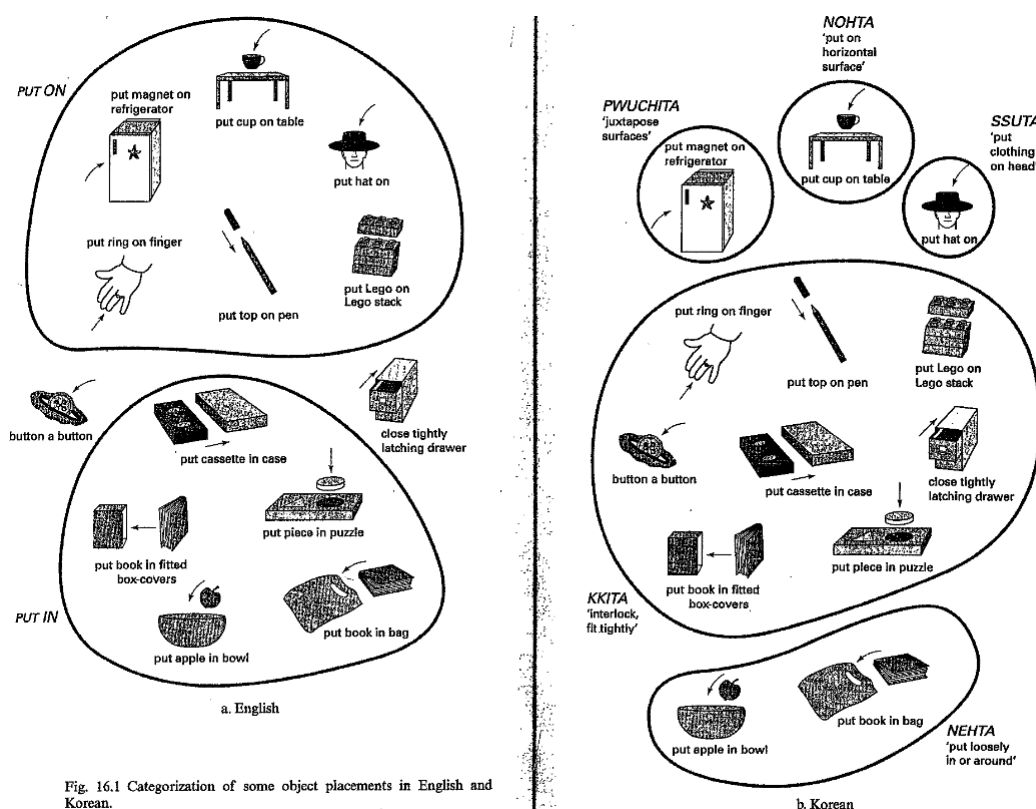 PUT ON
put cup on table
put magnet on
refrigerator
put hat on
put ring on finger
put top on pen
put Lego on
Lego stack
button a button
put cassette in case
close tightly
latching drawer
put piece in puzzle
put book in fitted
box-covers
PUT IN
put apple in bowl
put book in bag
a. English
Fig. 16.1 Categorization of some object placements in English and
Korean.
NOHTA
'put on
horizontal
surface'
PWUCHITA
'juxtapose
surfaces'
SSUTA
'put
clothing
on head'
put magnet on
refrigerator
put cup on table
put hat on
put ring on finger
put top on pen
put Lego on
Lego stack
button a button
put cassette in case
close tightly
latching drawer
put piece in puzzle
put book in fitted
box-covers
KKITA
'interlock,
fit tightly'
put apple in bowl
put book in bag
NEHTA
'put loosely
in or around'
b. Korean